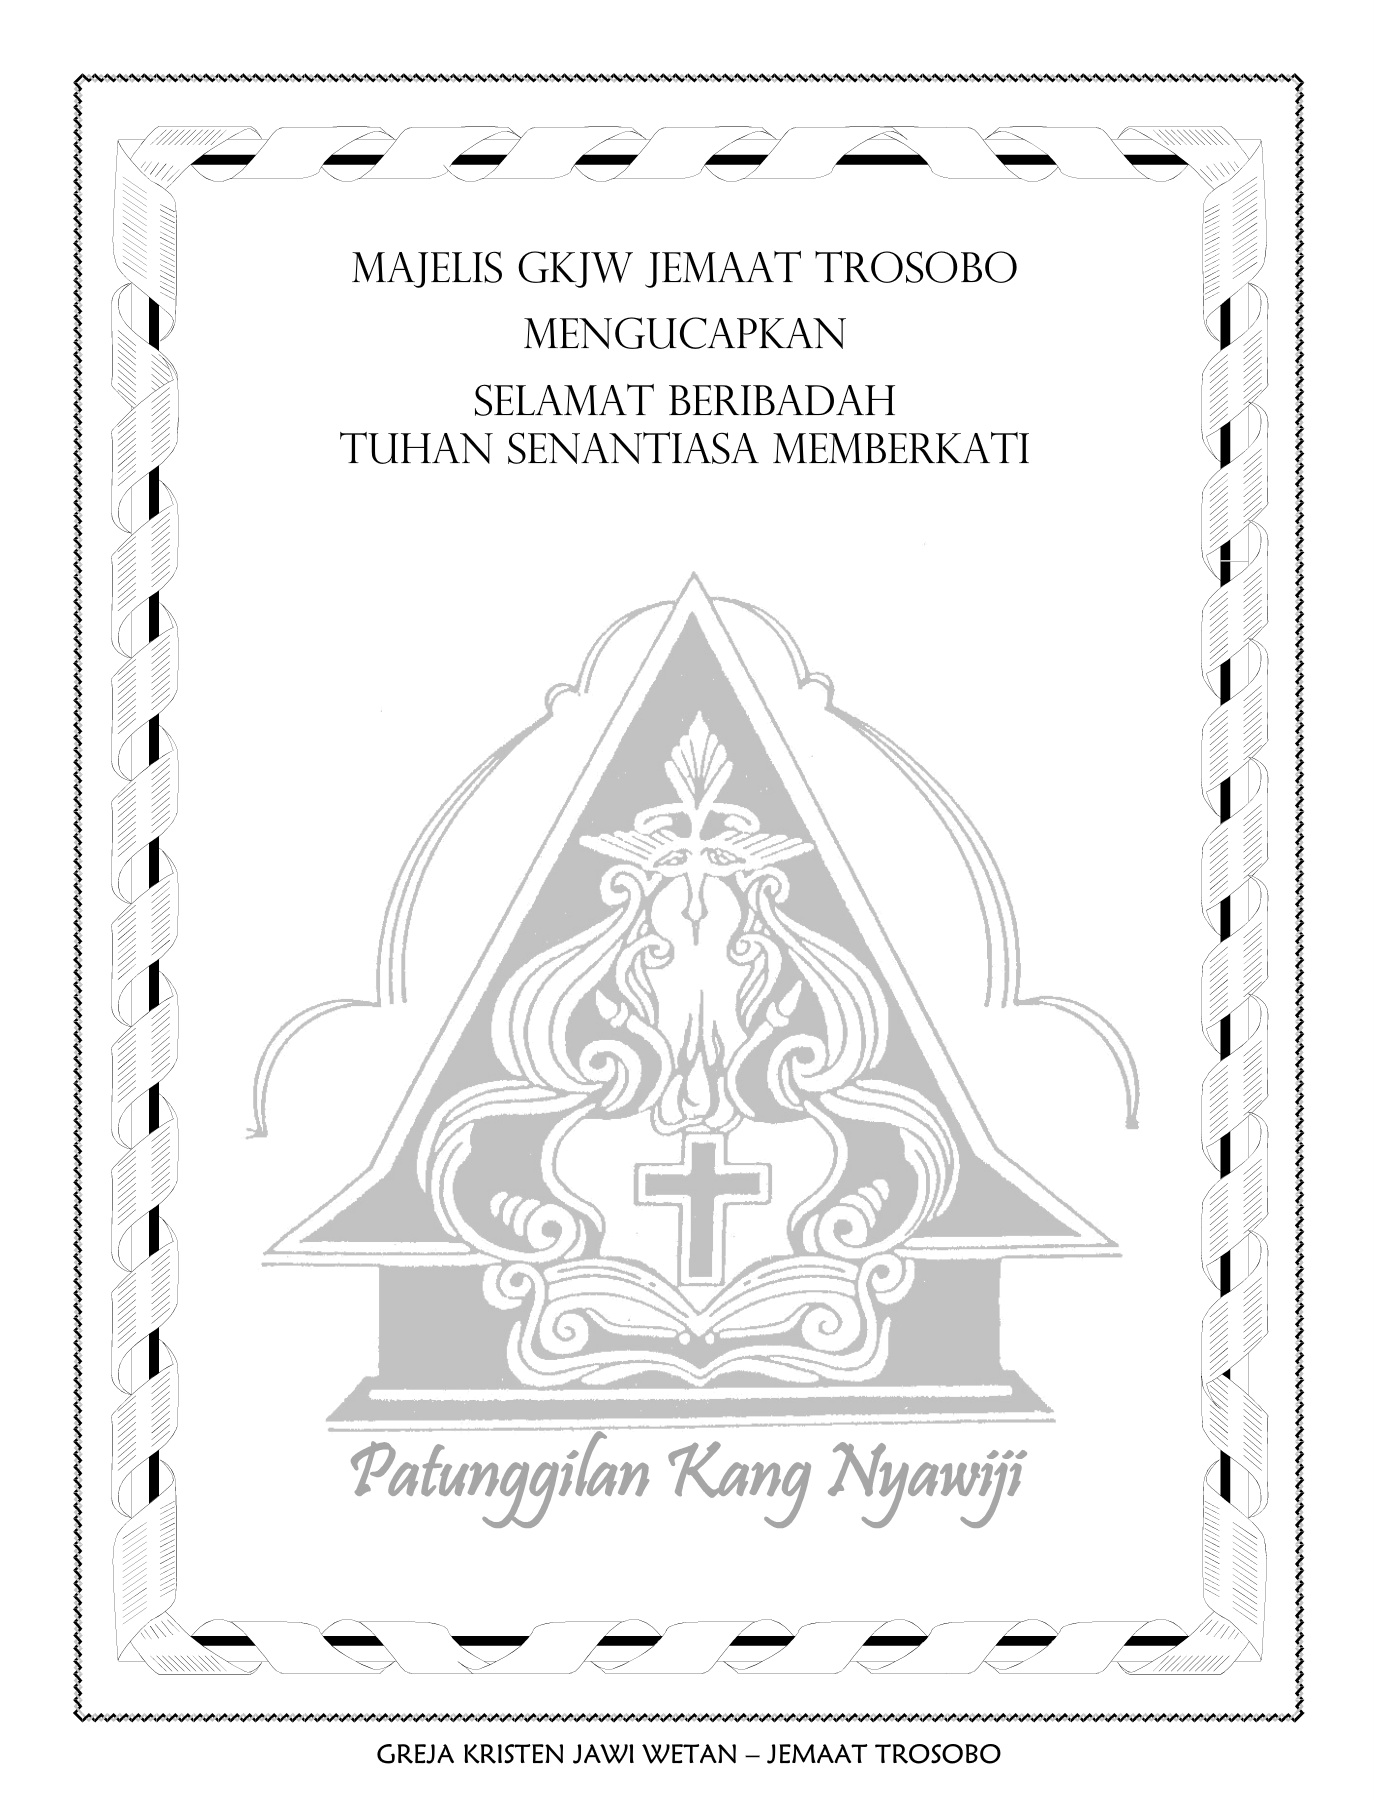 MAJELIS GKJW JEMAAT TROSOBO
MENGUCAPKAN
SELAMAT BERIBADAH
TUHAN SENANTIASA MEMBERKATI
Patunggilan Kang Nyawiji
GREJA KRISTEN JAWI WETAN – JEMAAT TROSOBO